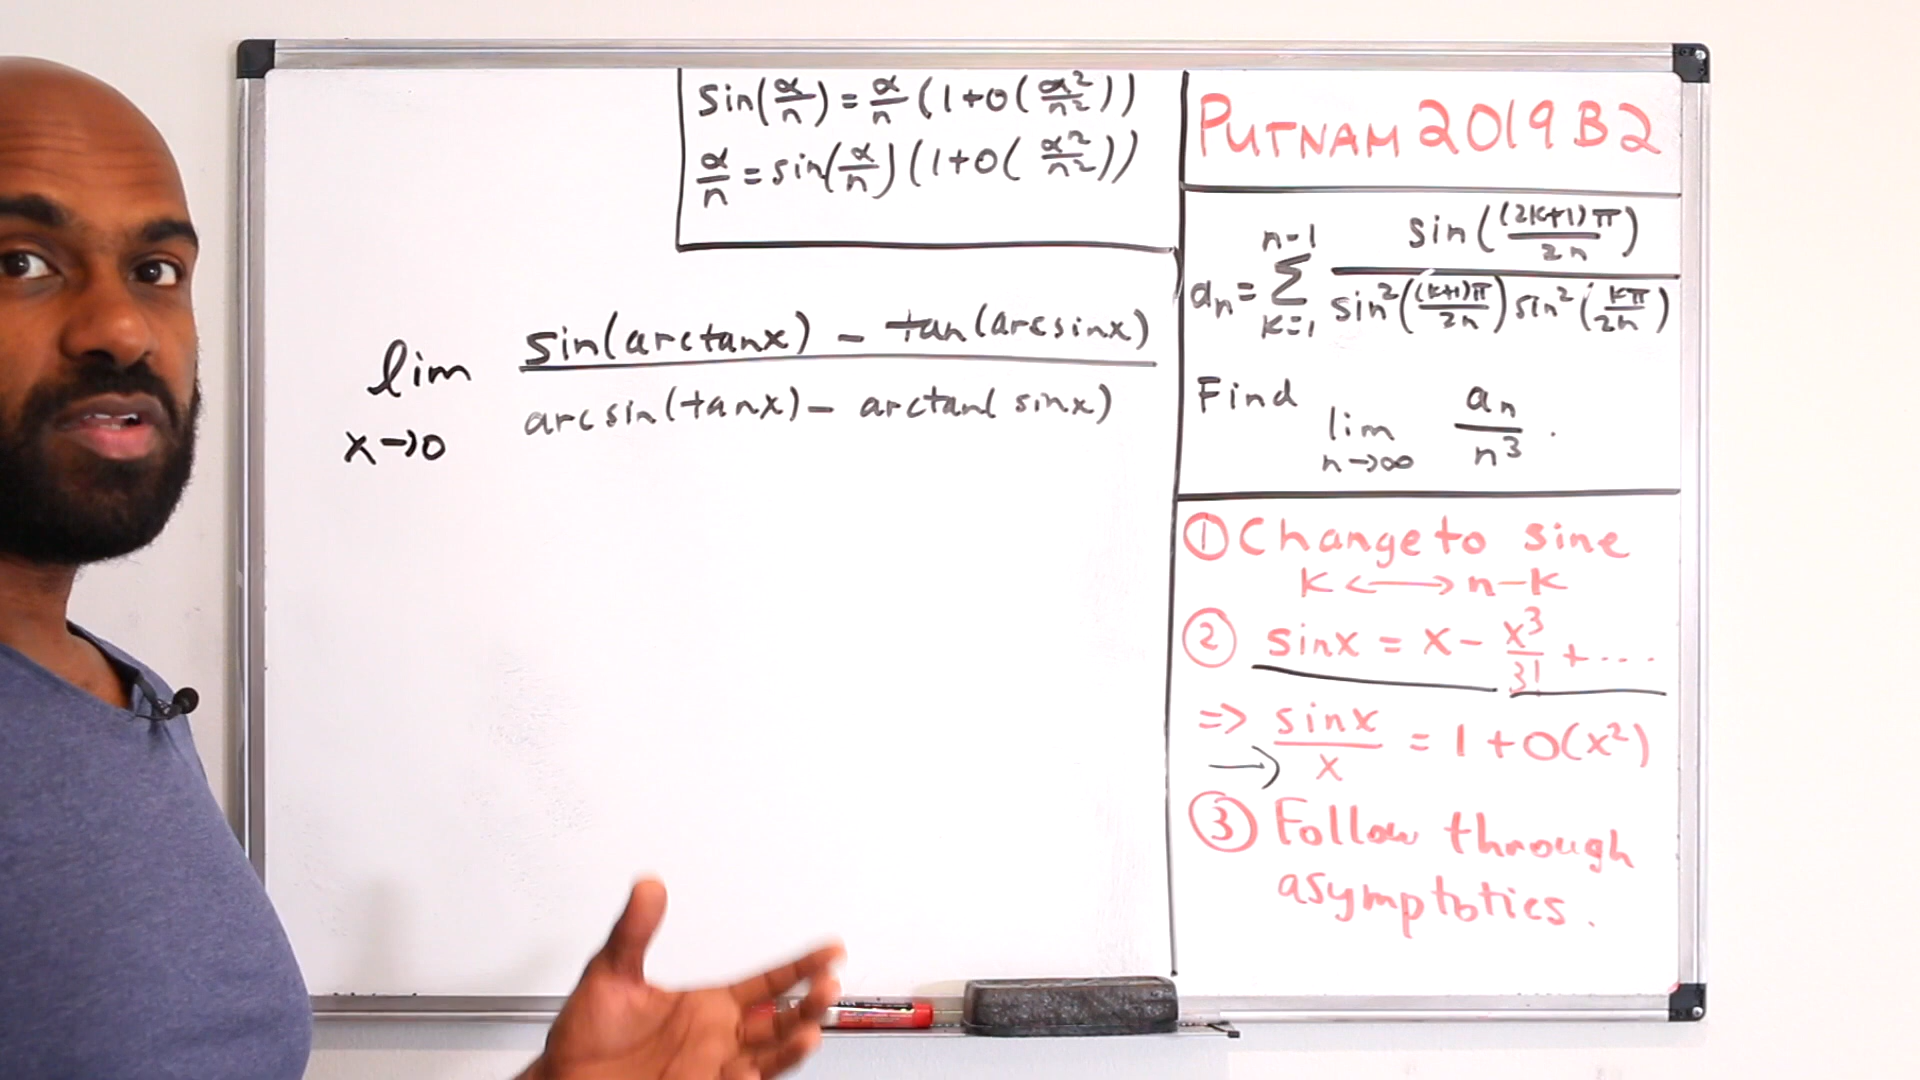 sin(α/n) = α/n (1+O(α²/n²))
α/n = sin(α/n) (1+O(α²/n²))
lim x→0 (sin(arctanx) − tan(arcsinx)) / (arcsin(tanx) − arctan(sinx))
PUTNAM 2019 B2
aₙ = Σ_{k=1}^{n-1} sin((2k+1)π/2n) / (sin²((k+1)π/2n) sin²(kπ/2n))
Find lim n→∞ aₙ/n³ .
① Change to sine
k ⟷ n−k
② sinx = x − x³/3! + ....
⇒ sinx/x = 1 + O(x²)
→
③ Follow through
asymptotics.